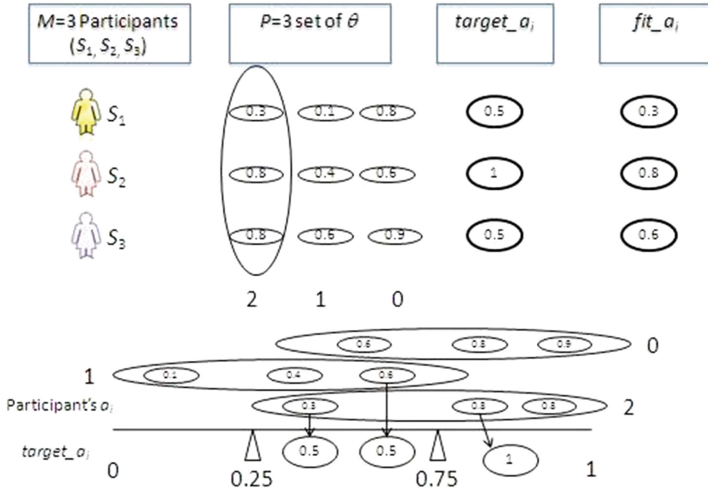 M=3 Participants P=3 set of θ target_aᵢ fit_aᵢ
(S₁, S₂, S₃)
S₁ 0.3 0.1 0.8 0.5 0.3
S₂ 0.8 0.4 0.6 1 0.8
S₃ 0.8 0.6 0.9 0.5 0.6
2 1 0
0.6 0.8 0.9 0
1 0.1 0.4 0.6
Participant's aᵢ 0.3 0.8 0.8 2
target_aᵢ 0.5 0.5 1
0 0.25 0.75 1